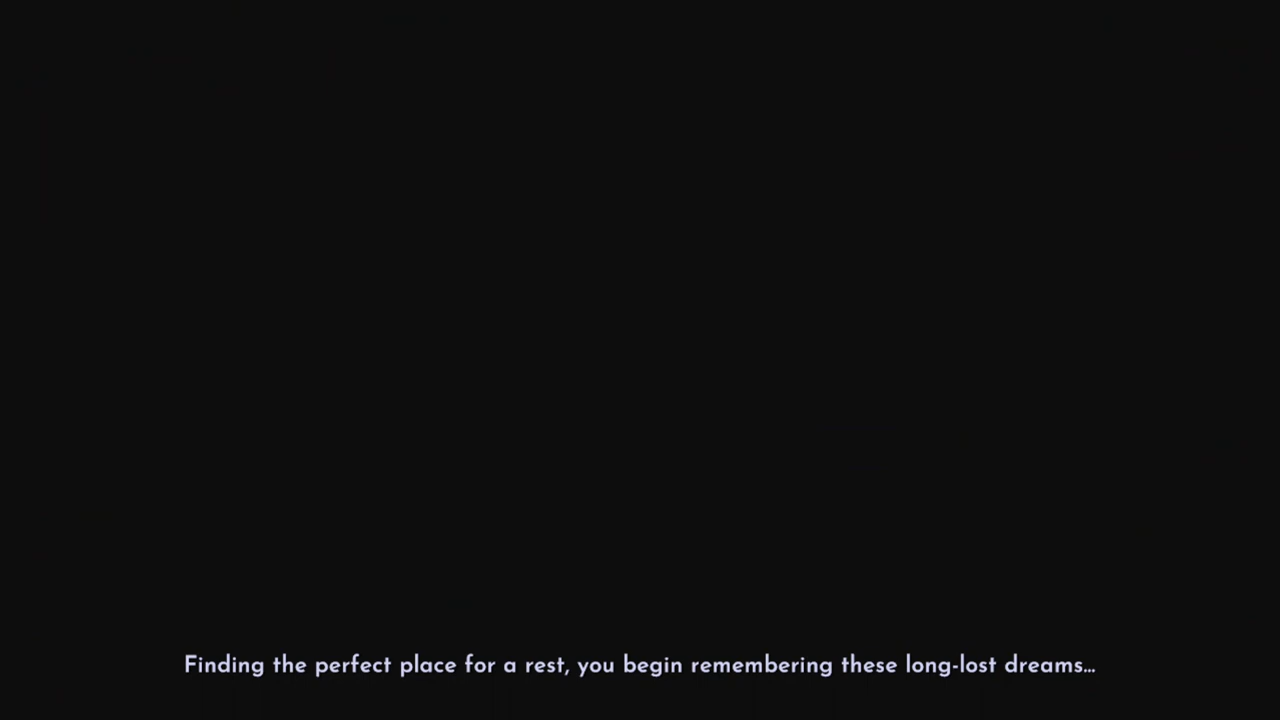 Finding the perfect place for a rest, you begin remembering these long-lost dreams...